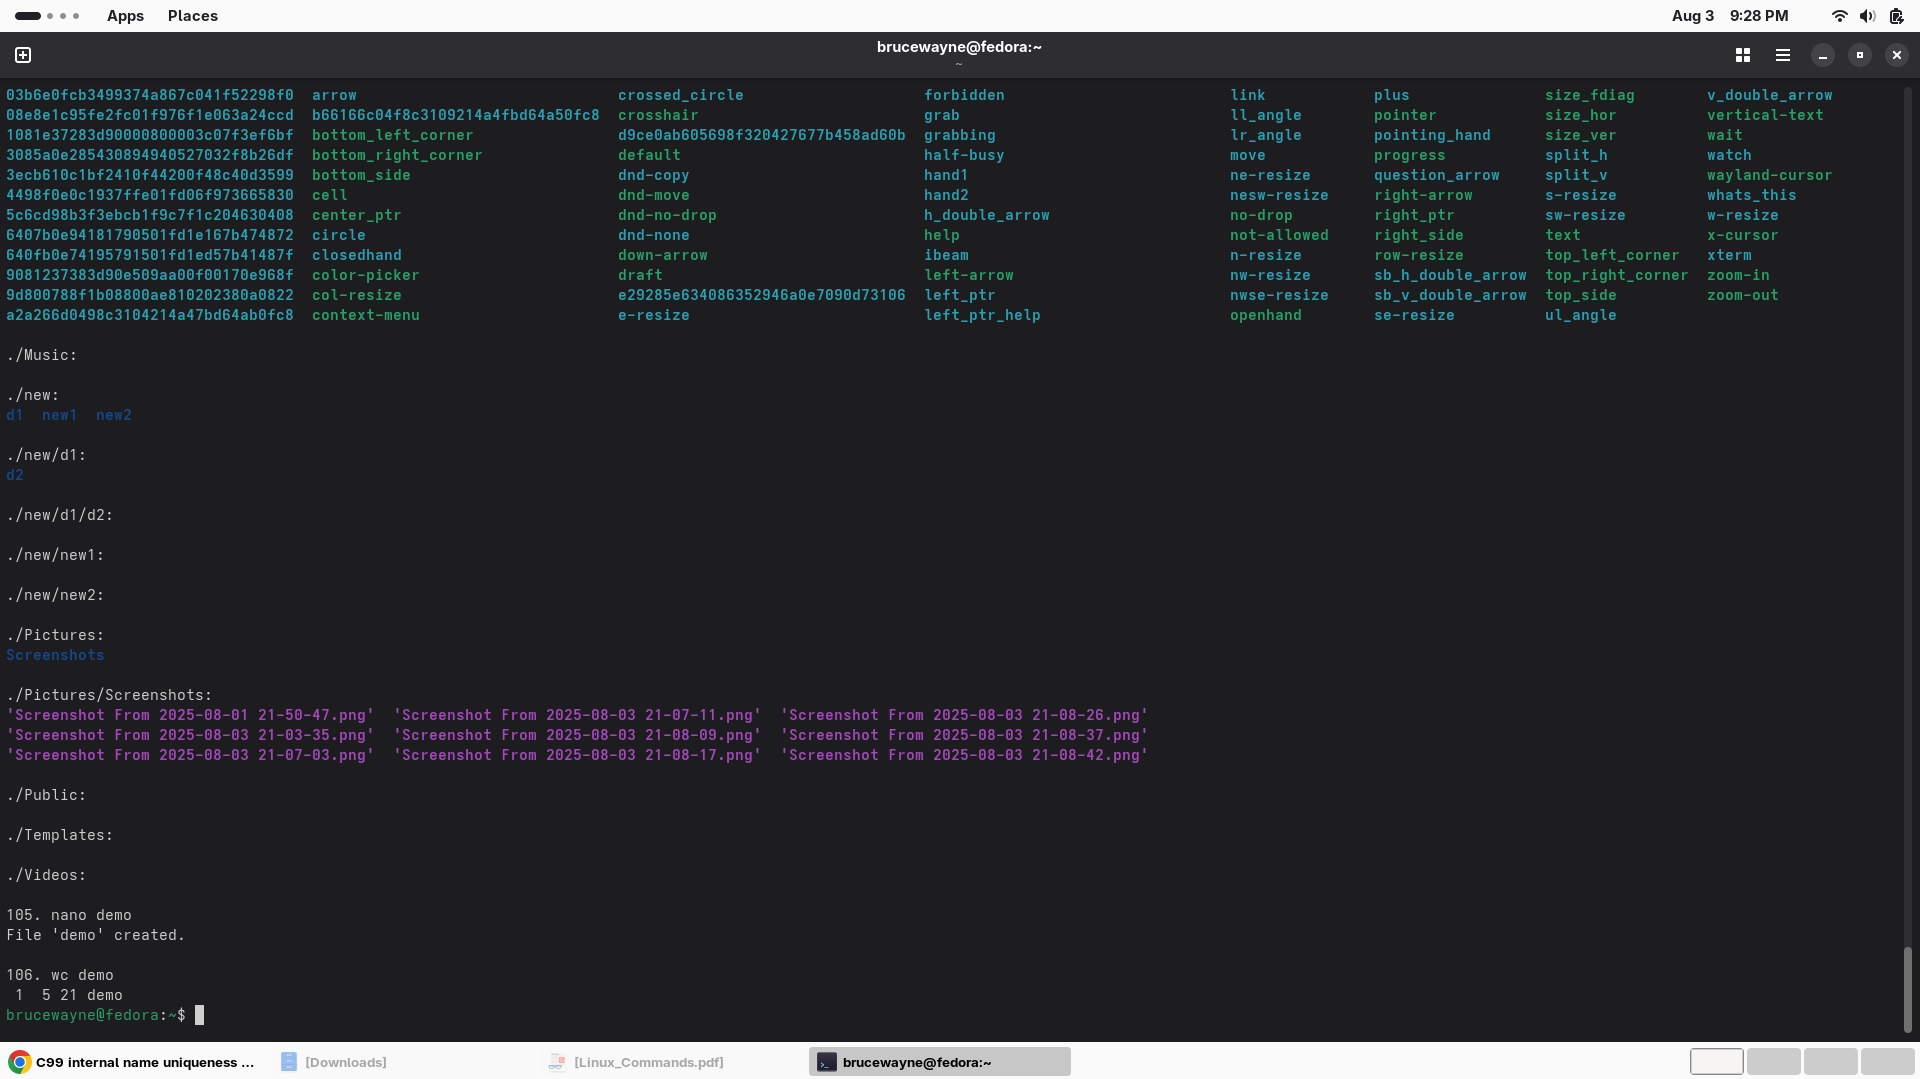 Apps Places Aug 3 9:28 PM
brucewayne@fedora:~
~
03b6e0fcb3499374a867c041f52298f0 arrow crossed_circle forbidden link plus size_fdiag v_double_arrow
08e8e1c95fe2fc01f976f1e063a24ccd b66166c04f8c3109214a4fbd64a50fc8 crosshair grab ll_angle pointer size_hor vertical-text
1081e37283d90000800003c07f3ef6bf bottom_left_corner d9ce0ab605698f320427677b458ad60b grabbing lr_angle pointing_hand size_ver wait
3085a0e285430894940527032f8b26df bottom_right_corner default half-busy move progress split_h watch
3ecb610c1bf2410f44200f48c40d3599 bottom_side dnd-copy hand1 ne-resize question_arrow split_v wayland-cursor
4498f0e0c1937ffe01fd06f973665830 cell dnd-move hand2 nesw-resize right-arrow s-resize whats_this
5c6cd98b3f3ebcb1f9c7f1c204630408 center_ptr dnd-no-drop h_double_arrow no-drop right_ptr sw-resize w-resize
6407b0e94181790501fd1e167b474872 circle dnd-none help not-allowed right_side text x-cursor
640fb0e74195791501fd1ed57b41487f closedhand down-arrow ibeam n-resize row-resize top_left_corner xterm
9081237383d90e509aa00f00170e968f color-picker draft left-arrow nw-resize sb_h_double_arrow top_right_corner zoom-in
9d800788f1b08800ae810202380a0822 col-resize e29285e634086352946a0e7090d73106 left_ptr nwse-resize sb_v_double_arrow top_side zoom-out
a2a266d0498c3104214a47bd64ab0fc8 context-menu e-resize left_ptr_help openhand se-resize ul_angle
./Music:
./new:
d1 new1 new2
./new/d1:
d2
./new/d1/d2:
./new/new1:
./new/new2:
./Pictures:
Screenshots
./Pictures/Screenshots:
'Screenshot From 2025-08-01 21-50-47.png' 'Screenshot From 2025-08-03 21-07-11.png' 'Screenshot From 2025-08-03 21-08-26.png'
'Screenshot From 2025-08-03 21-03-35.png' 'Screenshot From 2025-08-03 21-08-09.png' 'Screenshot From 2025-08-03 21-08-37.png'
'Screenshot From 2025-08-03 21-07-03.png' 'Screenshot From 2025-08-03 21-08-17.png' 'Screenshot From 2025-08-03 21-08-42.png'
./Public:
./Templates:
./Videos:
105. nano demo
File 'demo' created.
106. wc demo
1 5 21 demo
brucewayne@fedora:~$
C99 internal name uniqueness ... [Downloads] [Linux_Commands.pdf] brucewayne@fedora:~